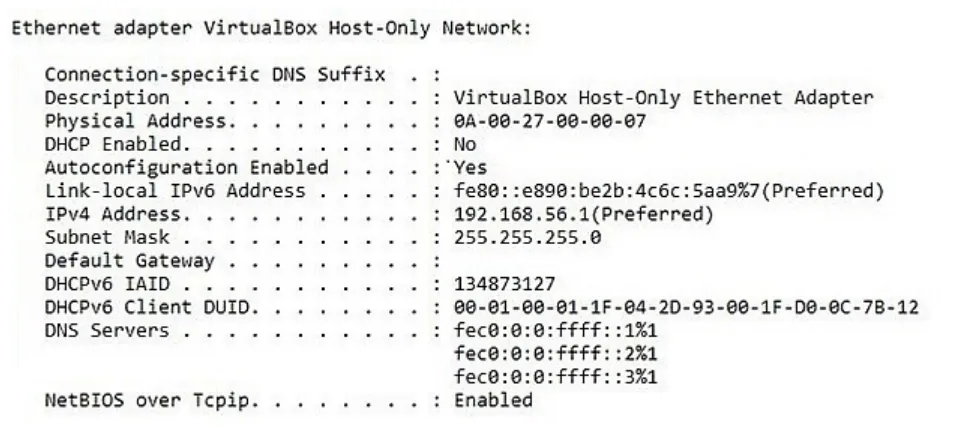 Ethernet adapter VirtualBox Host-Only Network:
Connection-specific DNS Suffix . :
Description . . . . . . . . . . . : VirtualBox Host-Only Ethernet Adapter
Physical Address. . . . . . . . . : 0A-00-27-00-00-07
DHCP Enabled. . . . . . . . . . . : No
Autoconfiguration Enabled . . . . : Yes
Link-local IPv6 Address . . . . . : fe80::e890:be2b:4c6c:5aa9%7(Preferred)
IPv4 Address. . . . . . . . . . . : 192.168.56.1(Preferred)
Subnet Mask . . . . . . . . . . . : 255.255.255.0
Default Gateway . . . . . . . . . :
DHCPv6 IAID . . . . . . . . . . . : 134873127
DHCPv6 Client DUID. . . . . . . . : 00-01-00-01-1F-04-2D-93-00-1F-D0-0C-7B-12
DNS Servers . . . . . . . . . . . : fec0:0:0:ffff::1%1
fec0:0:0:ffff::2%1
fec0:0:0:ffff::3%1
NetBIOS over Tcpip. . . . . . . . : Enabled